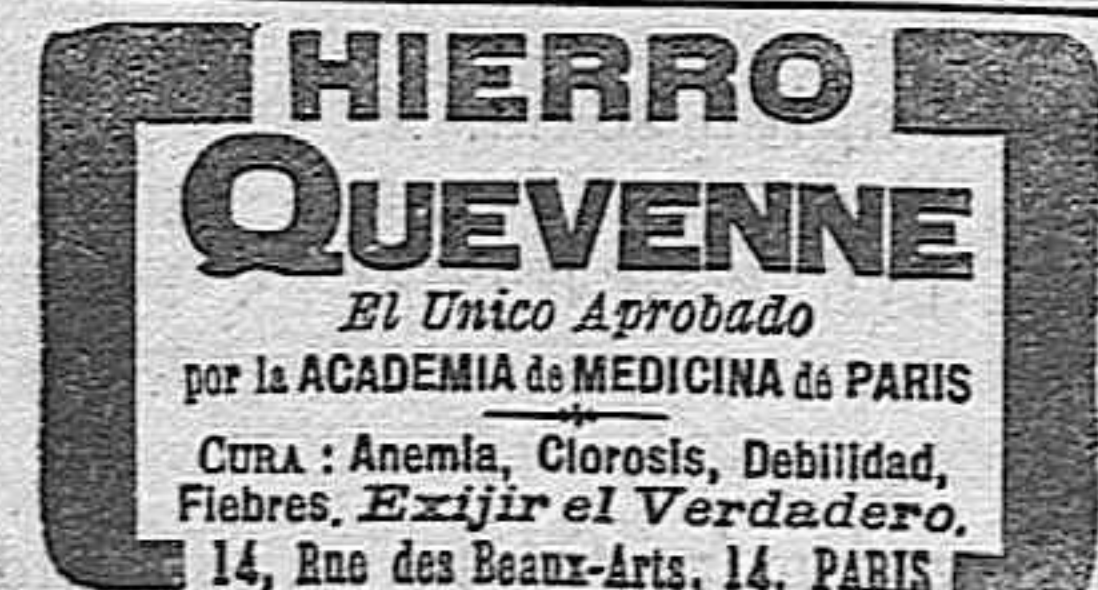 HIERRO
QUEVENNE
El Unico Aprobado
por la ACADEMIA de MEDICINA de PARIS
CURA : Anemia, Clorosis, Debilidad,
Fiebres. Exijir el Verdadero.
14, Rue des Beaux-Arts, 14, PARIS